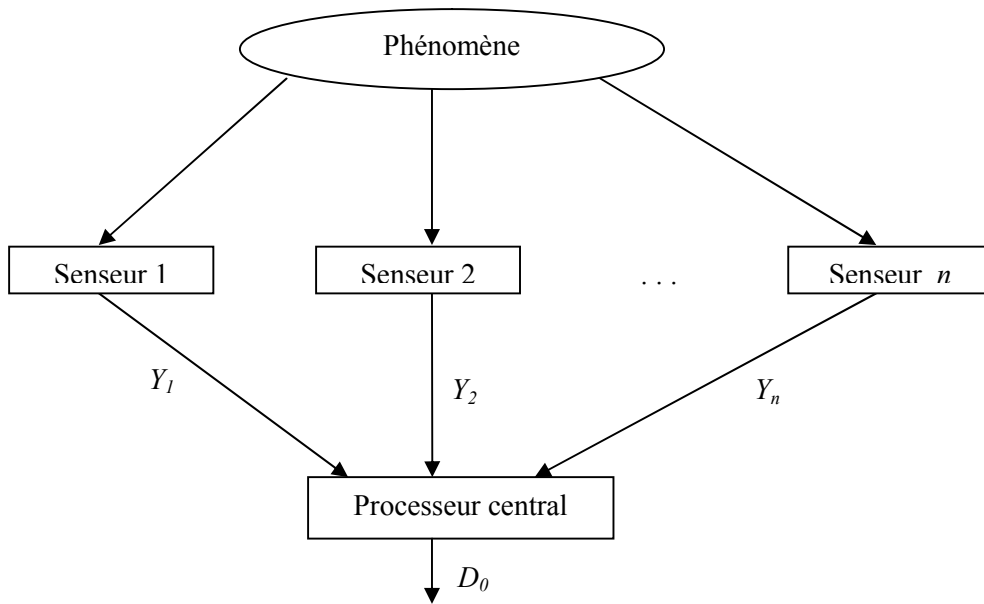 Phénomène
Senseur 1
Senseur 2
. . .
Senseur n
Y1
Y2
Yn
Processeur central
D0